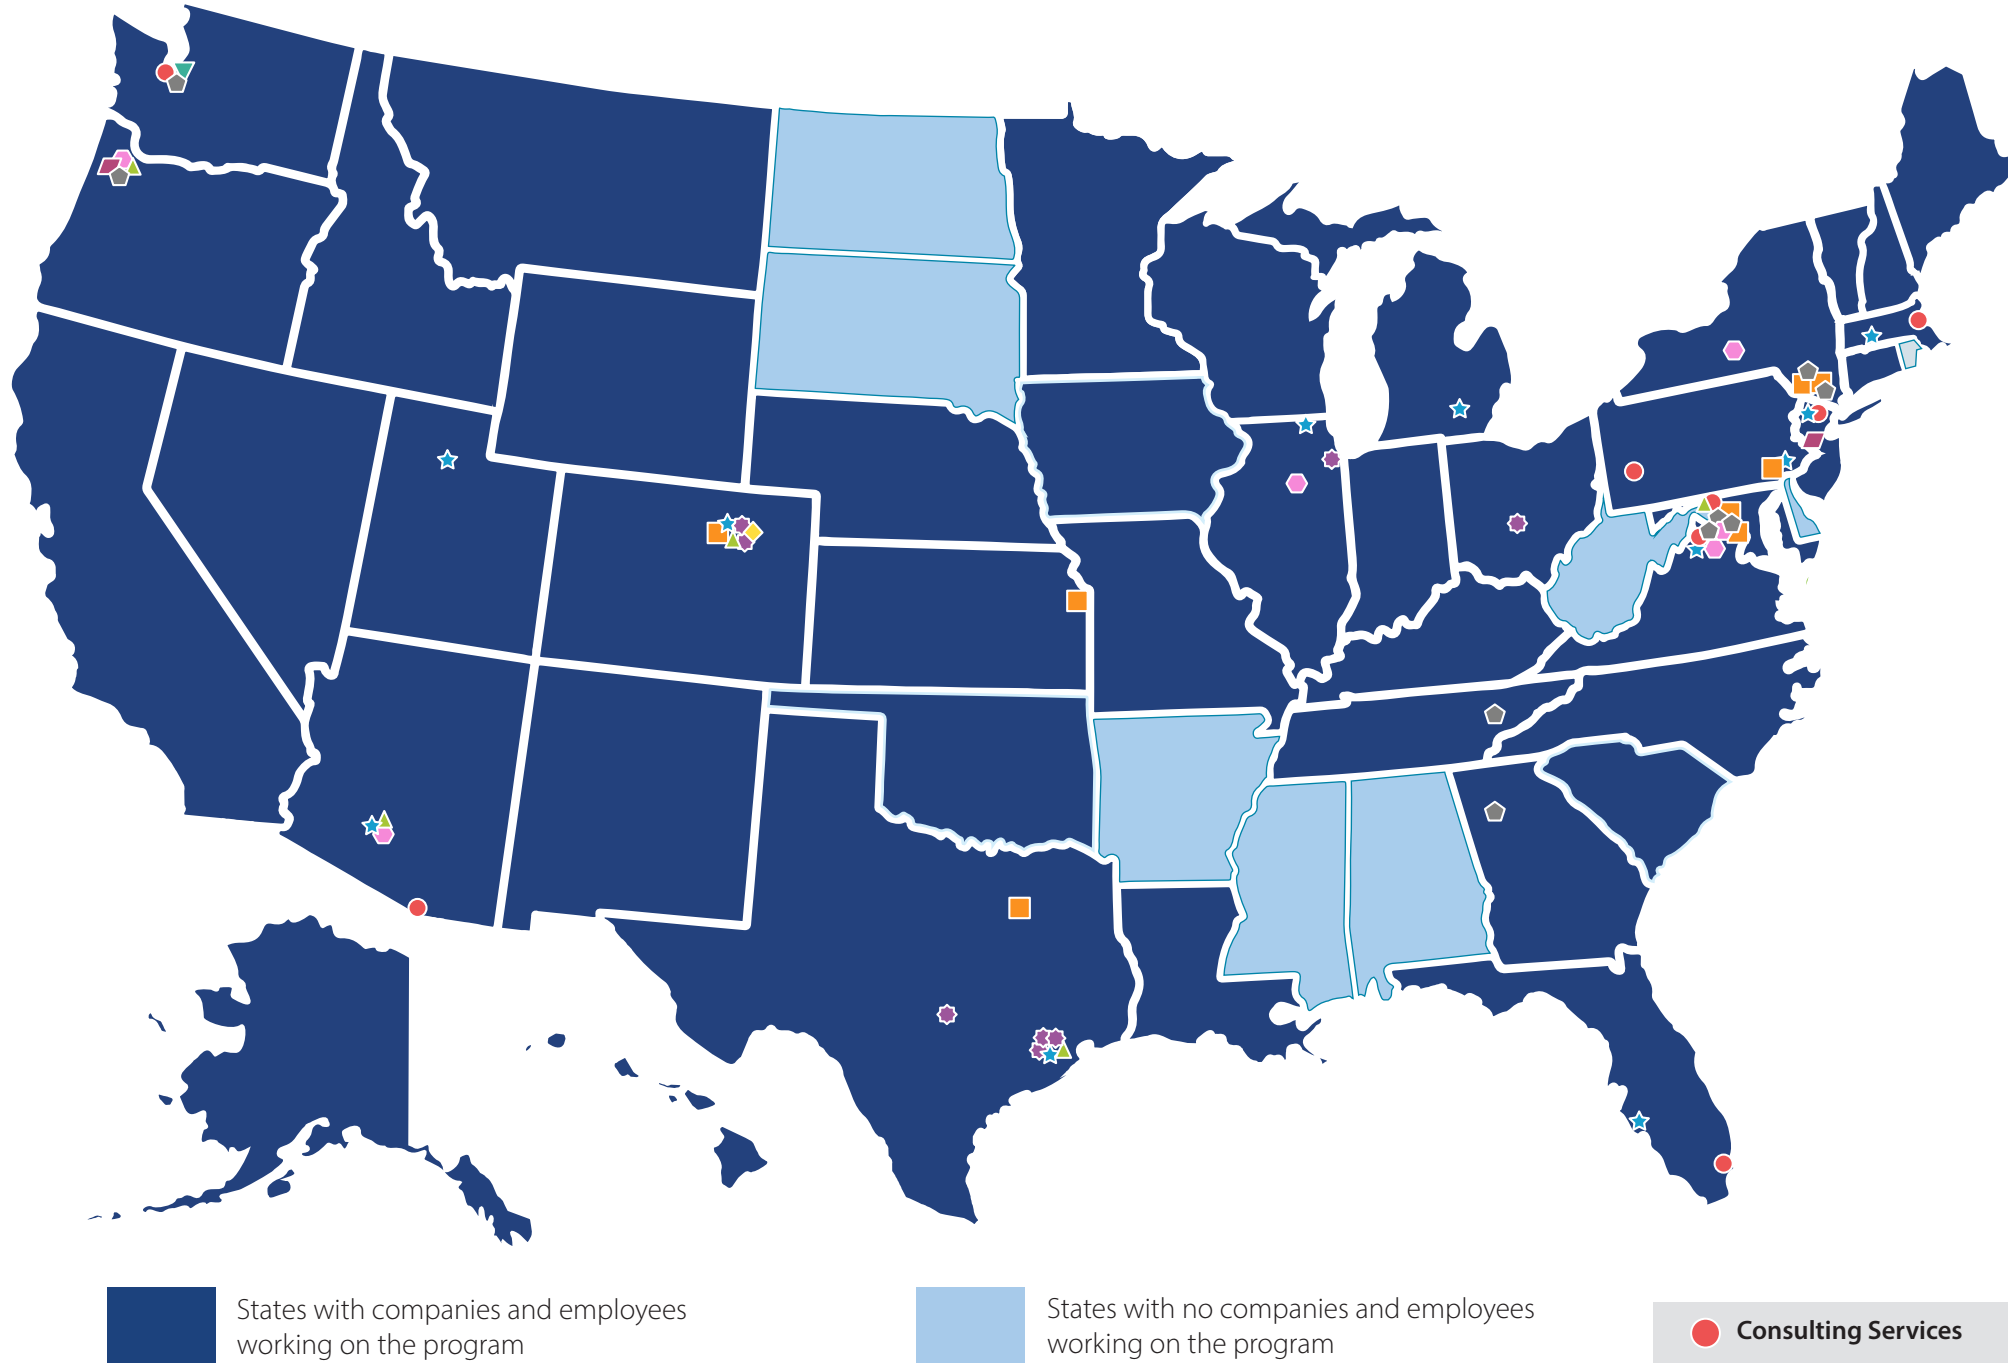 States with companies and employees
working on the program
States with no companies and employees
working on the program
Consulting Services